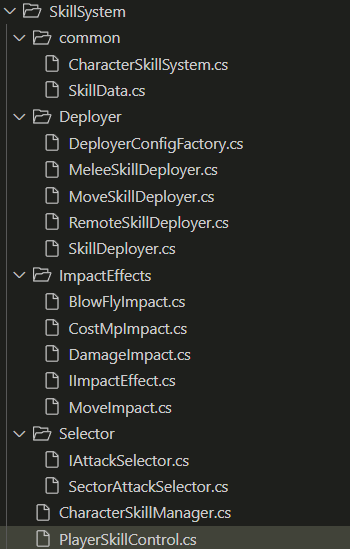 SkillSystem
common
CharacterSkillSystem.cs
SkillData.cs
Deployer
DeployerConfigFactory.cs
MeleeSkillDeployer.cs
MoveSkillDeployer.cs
RemoteSkillDeployer.cs
SkillDeployer.cs
ImpactEffects
BlowFlyImpact.cs
CostMpImpact.cs
DamageImpact.cs
IImpactEffect.cs
MoveImpact.cs
Selector
IAttackSelector.cs
SectorAttackSelector.cs
CharacterSkillManager.cs
PlayerSkillControl.cs